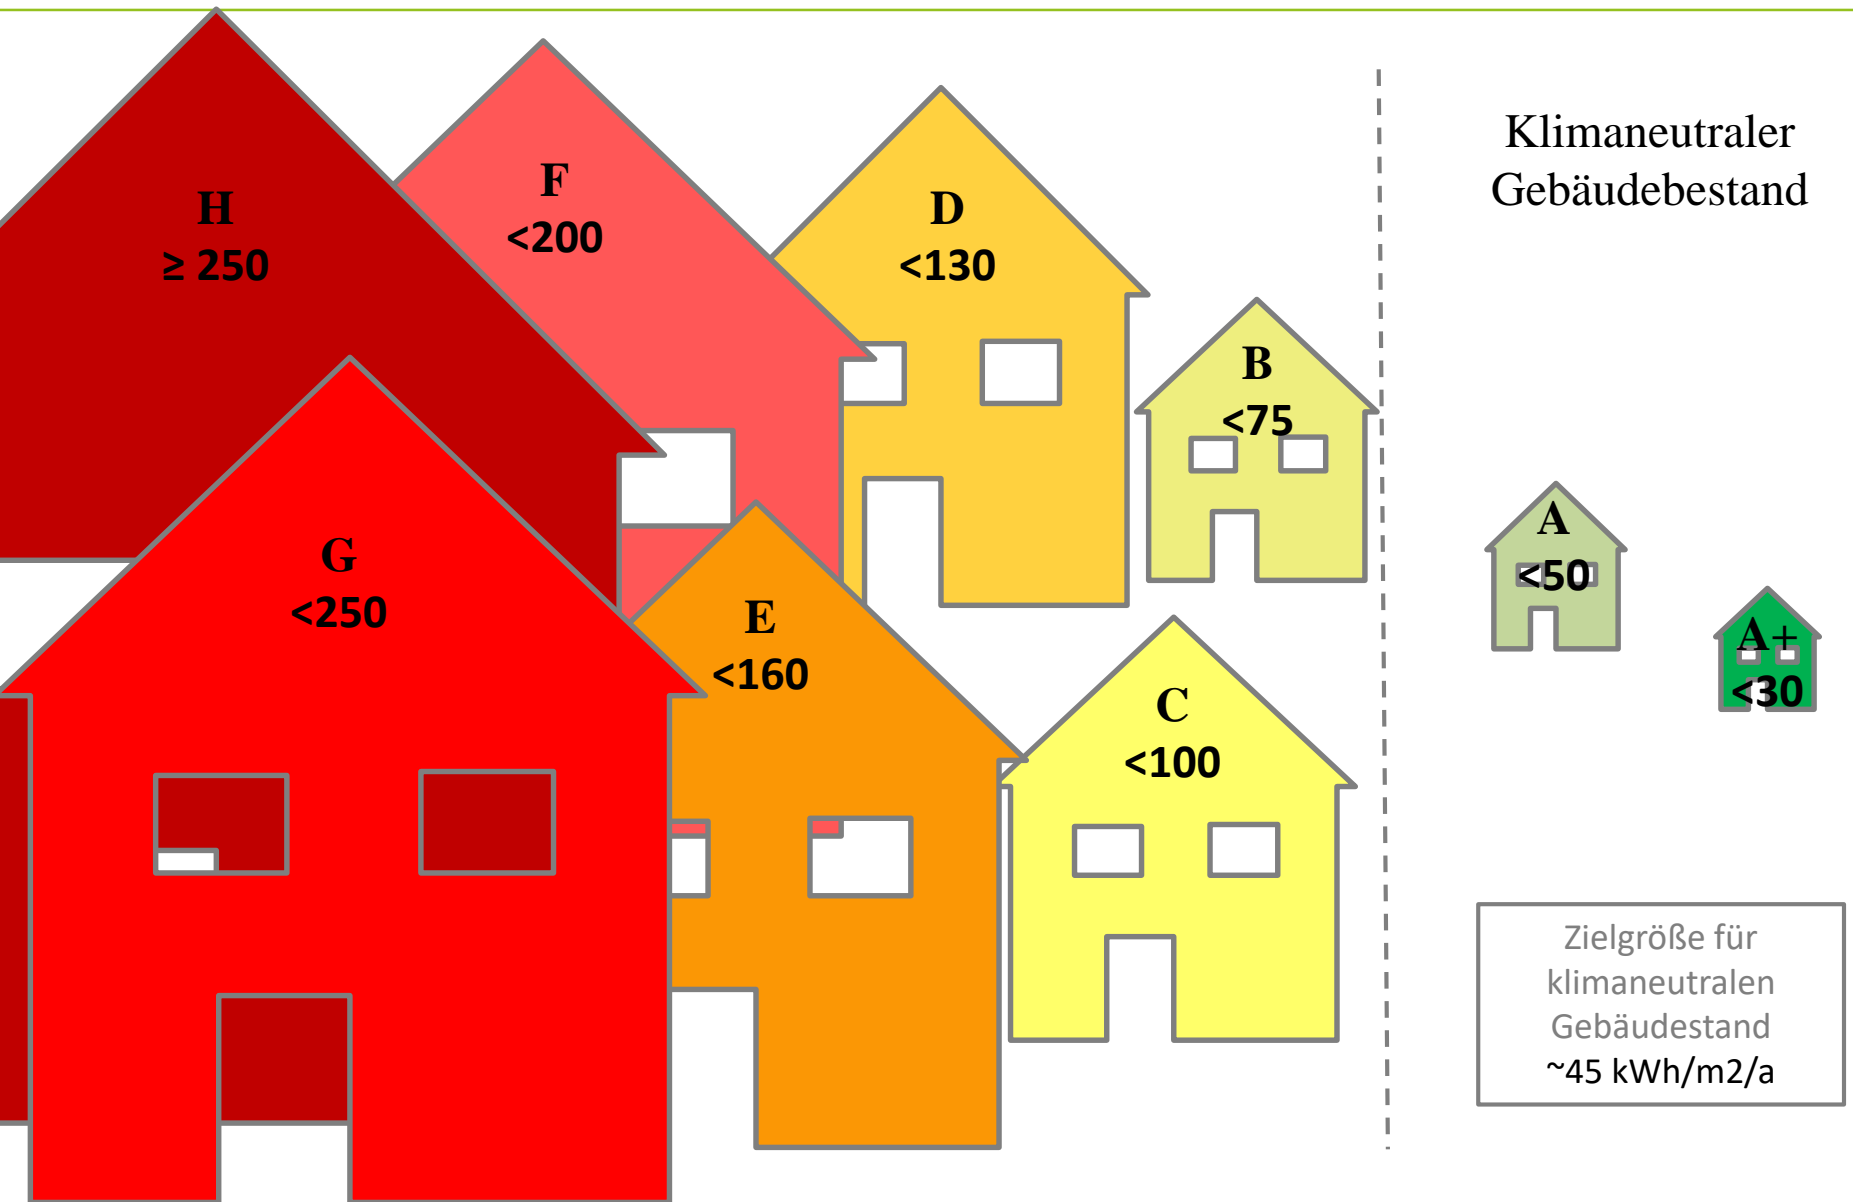 H
≥ 250
F
<200
D
<130
B
<75
G
<250
E
<160
C
<100
Klimaneutraler
Gebäudebestand
A
<50
A+
<30
Zielgröße für
klimaneutralen
Gebäudestand
~45 kWh/m2/a